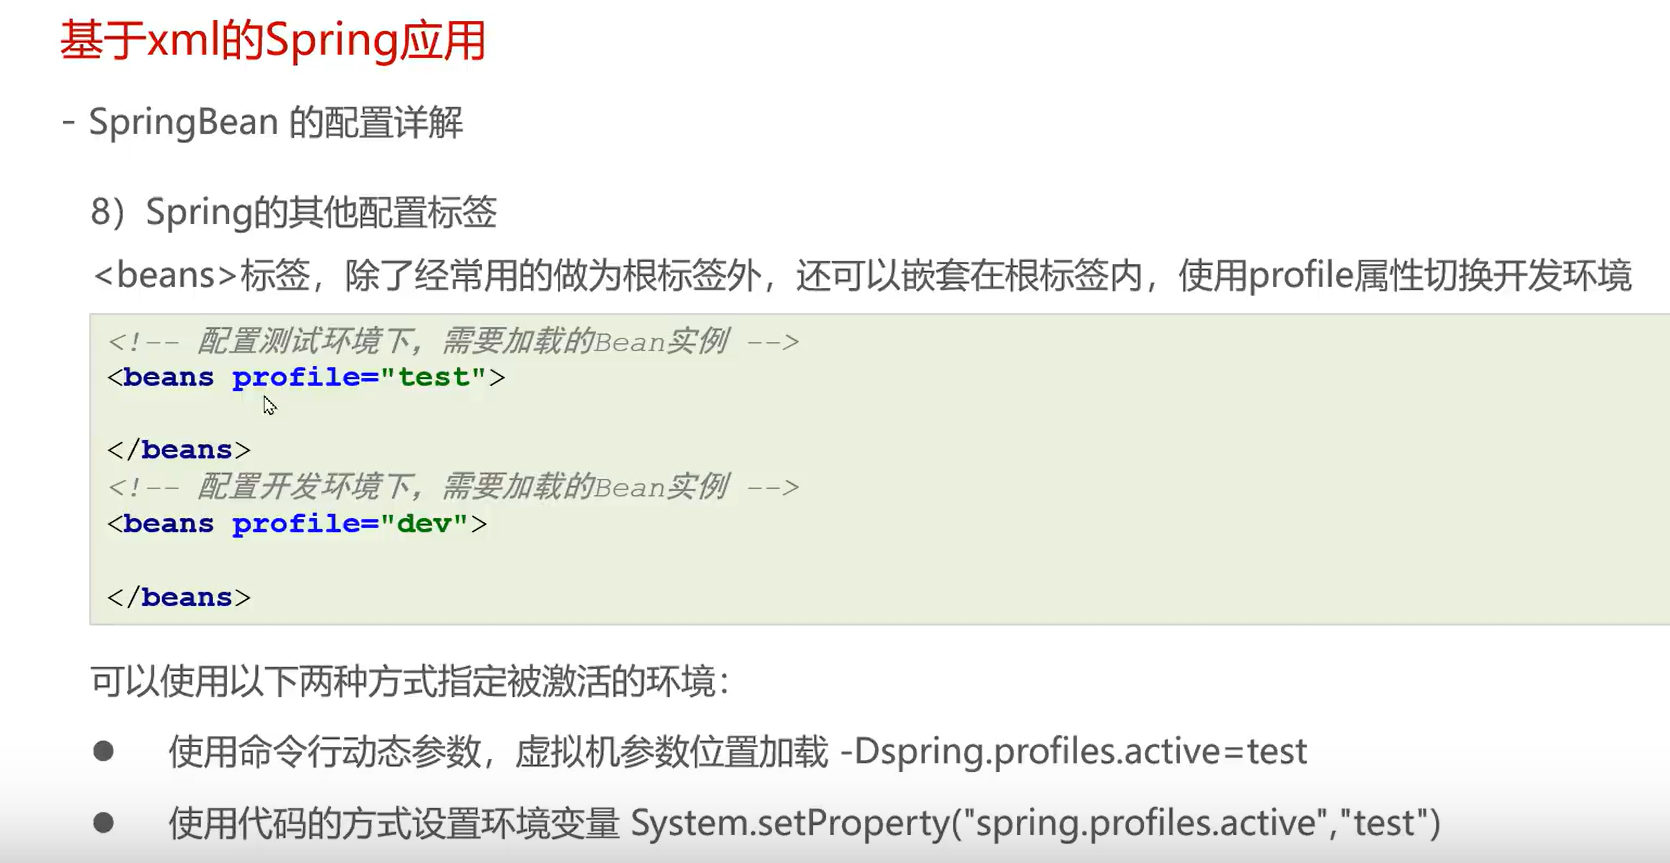 基于xml的Spring应用
- SpringBean 的配置详解
8）Spring的其他配置标签
<beans>标签，除了经常用的做为根标签外，还可以嵌套在根标签内，使用profile属性切换开发环境
<!-- 配置测试环境下，需要加载的Bean实例 -->
<beans profile="test">
</beans>
<!-- 配置开发环境下，需要加载的Bean实例 -->
<beans profile="dev">
</beans>
可以使用以下两种方式指定被激活的环境：
● 使用命令行动态参数，虚拟机参数位置加载 -Dspring.profiles.active=test
● 使用代码的方式设置环境变量 System.setProperty("spring.profiles.active","test")